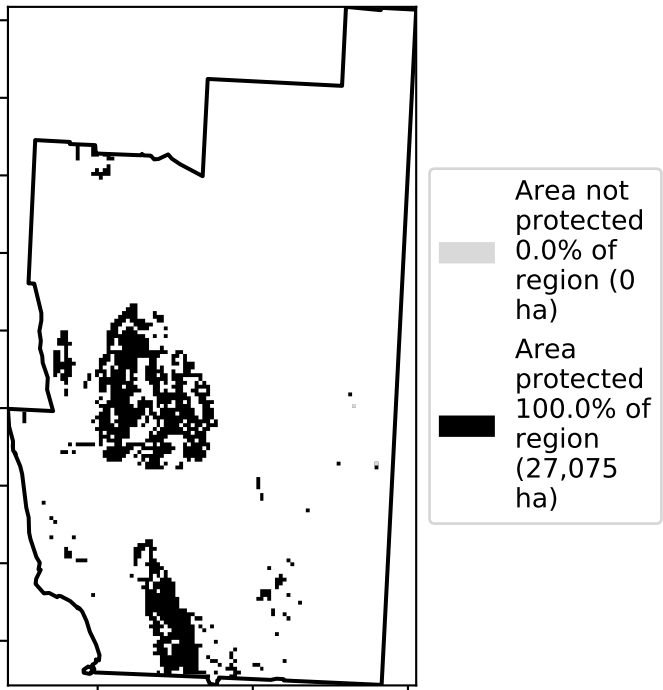 Area not
protected
0.0% of
region (0
ha)
Area
protected
100.0% of
region
(27,075
ha)